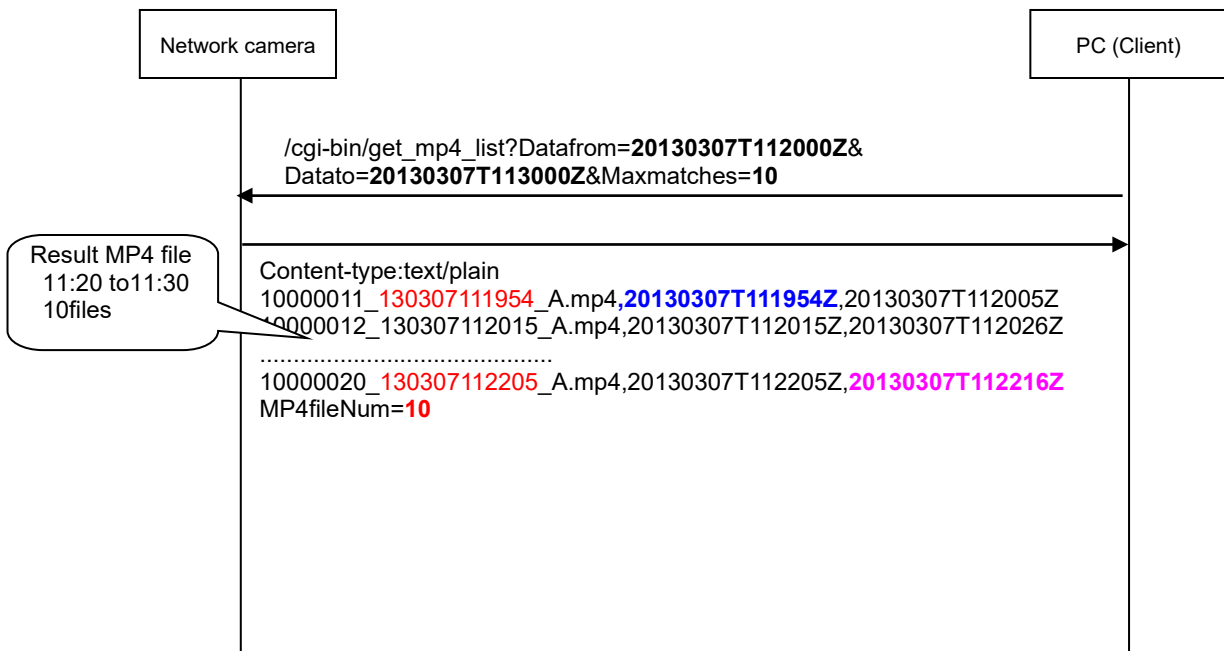 Network camera
PC (Client)
/cgi-bin/get_mp4_list?Datafrom=20130307T112000Z&
Datato=20130307T113000Z&Maxmatches=10
Result MP4 file
11:20 to11:30
10files
Content-type:text/plain
10000011_130307111954_A.mp4,20130307T111954Z,20130307T112005Z
10000012_130307112015_A.mp4,20130307T112015Z,20130307T112026Z
............................................
10000020_130307112205_A.mp4,20130307T112205Z,20130307T112216Z
MP4fileNum=10